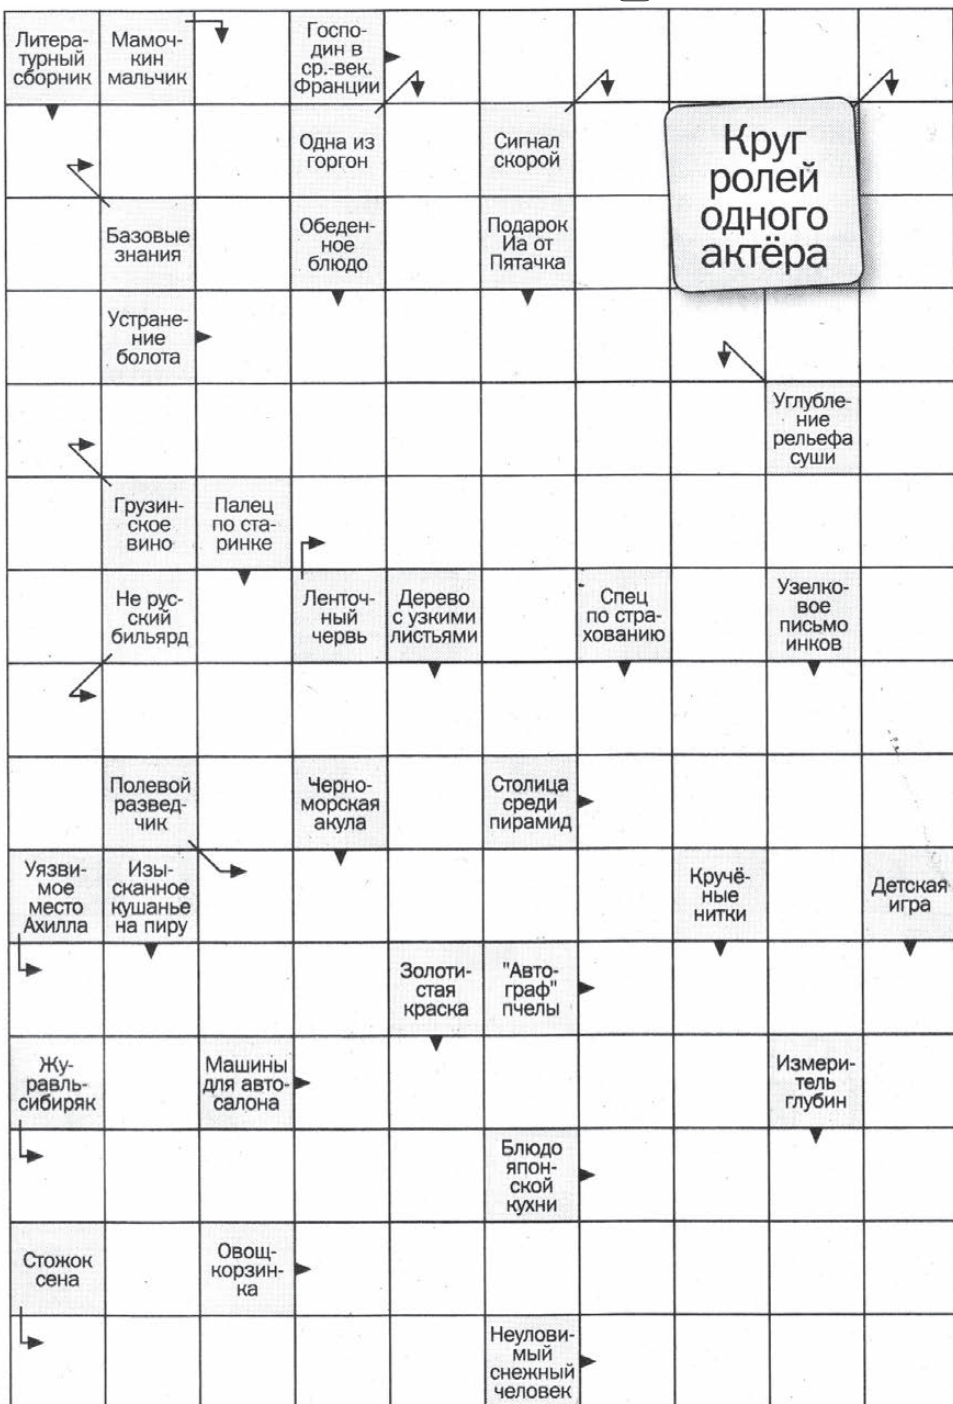 Литера-
турный
сборник
Мамоч-
кин
мальчик
Госпо-
дин в
ср.-век.
Франции
Одна из
горгон
Сигнал
скорой
Круг
ролей
одного
актёра
Базовые
знания
Обеден-
ное
блюдо
Подарок
Иа от
Пятачка
Устране-
ние
болота
Углубле-
ние
рельефа
суши
Грузин-
ское
вино
Палец
по ста-
ринке
Не рус-
ский
бильярд
Ленточ-
ный
червь
Дерево
с узкими
листьями
Спец
по стра-
хованию
Узелко-
вое
письмо
инков
Полевой
развед-
чик
Черно-
морская
акула
Столица
среди
пирамид
Уязви-
мое
место
Ахилла
Изы-
сканное
кушанье
на пиру
Кручё-
ные
нитки
Детская
игра
Золоти-
стая
краска
"Авто-
граф"
пчелы
Жу-
равль-
сибиряк
Машины
для авто-
салона
Измери-
тель
глубин
Блюдо
япон-
ской
кухни
Стожок
сена
Овощ-
корзин-
ка
Неулови-
мый
снежный
человек